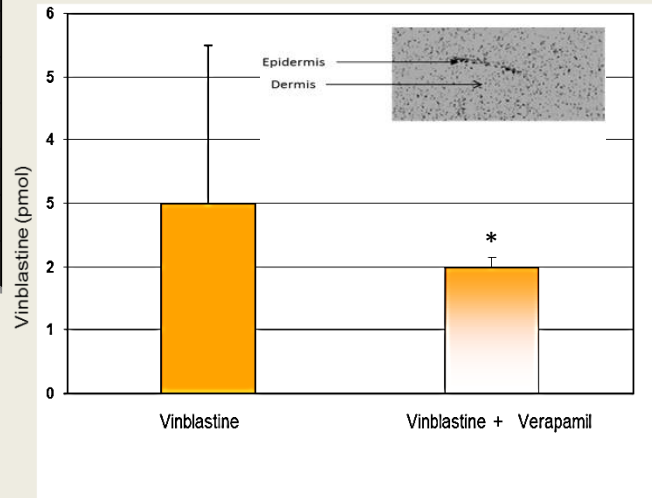 6
5
4
5
2
1
0
Vinblastine (pmol)
Epidermis
Dermis
*
Vinblastine
Vinblastine + Verapamil